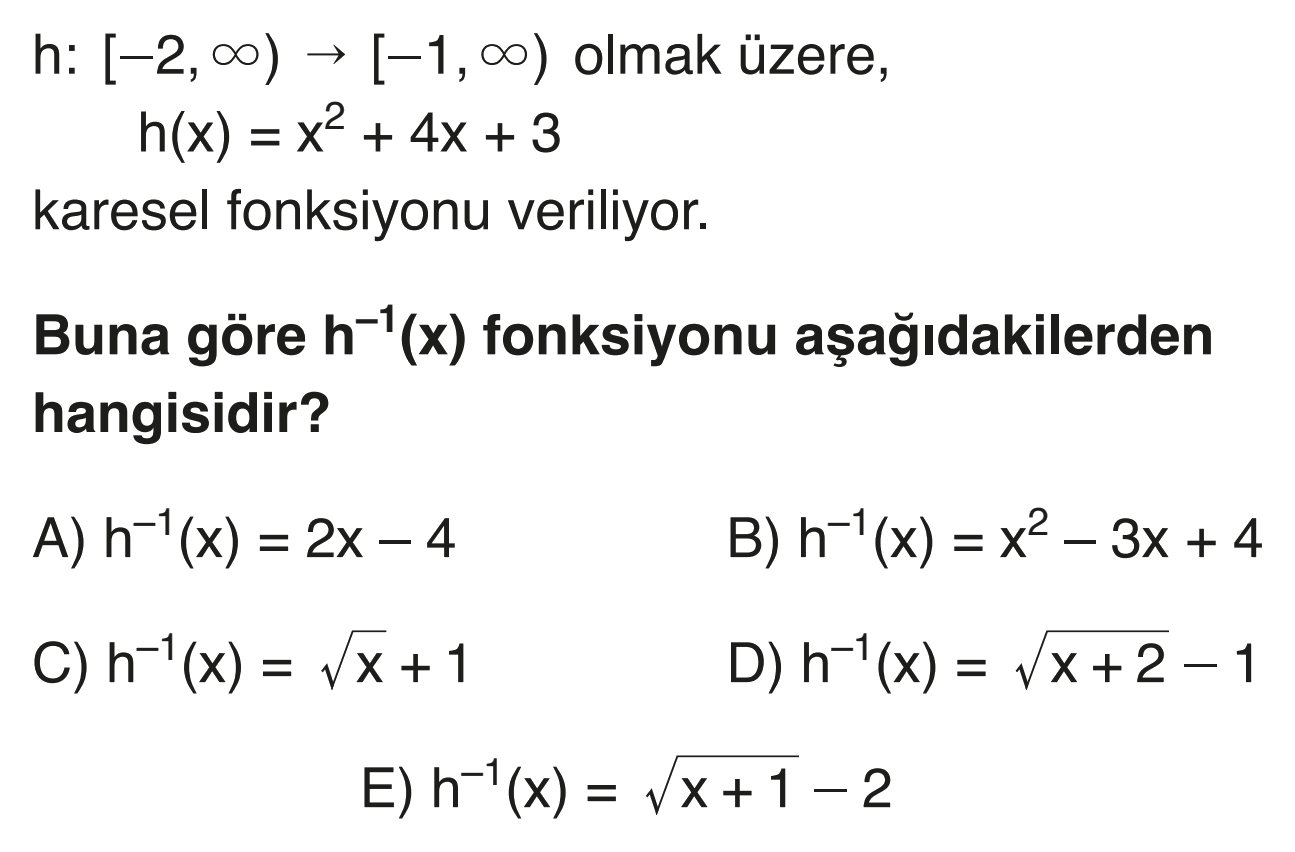 h: [–2, ∞) → [–1, ∞) olmak üzere,
h(x) = x² + 4x + 3
karesel fonksiyonu veriliyor.
Buna göre h⁻¹(x) fonksiyonu aşağıdakilerden
hangisidir?
A) h⁻¹(x) = 2x – 4 B) h⁻¹(x) = x² – 3x + 4
C) h⁻¹(x) = √x + 1 D) h⁻¹(x) = √(x + 2) – 1
E) h⁻¹(x) = √(x + 1) – 2